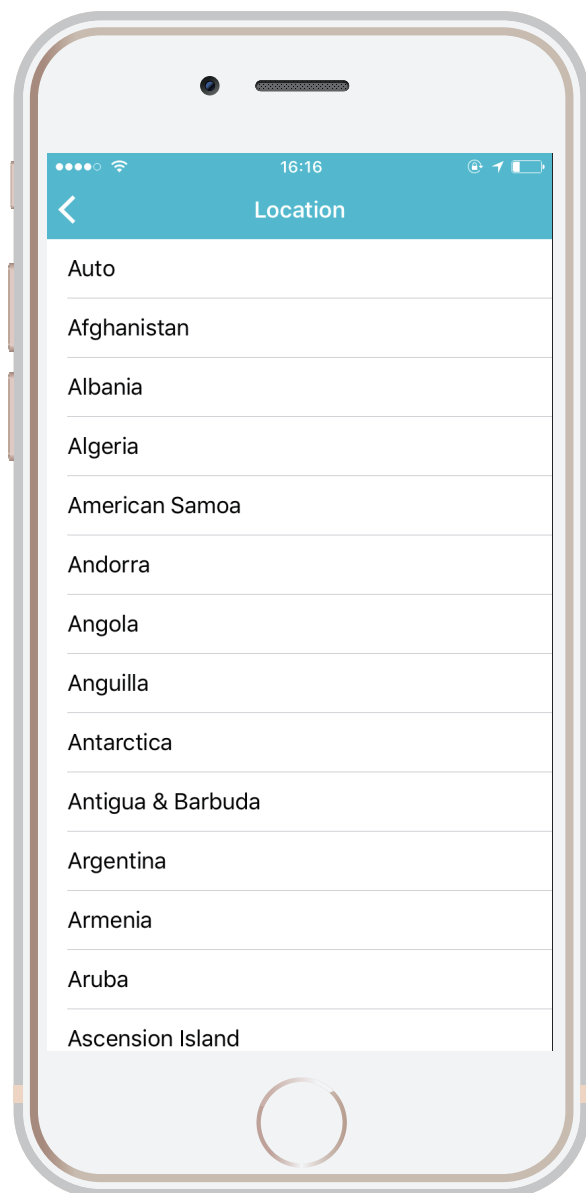 16:16
Location
Auto
Afghanistan
Albania
Algeria
American Samoa
Andorra
Angola
Anguilla
Antarctica
Antigua & Barbuda
Argentina
Armenia
Aruba
Ascension Island